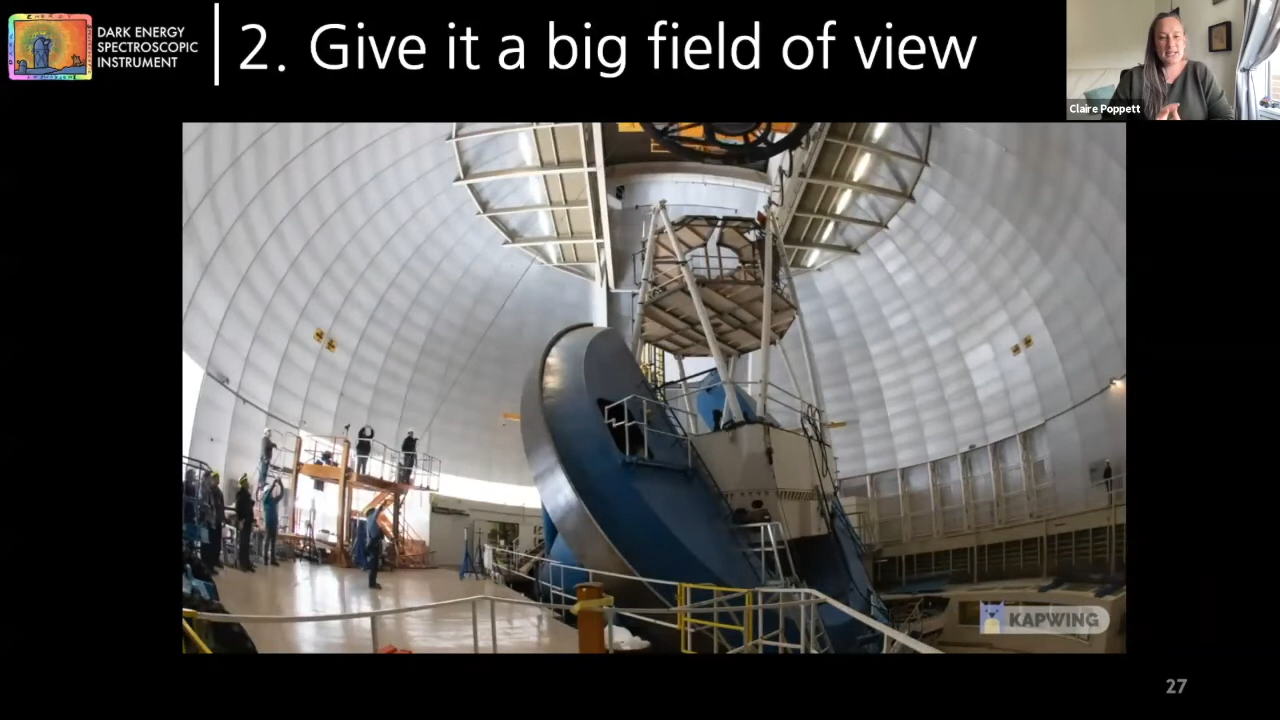 DARK ENERGY
SPECTROSCOPIC
INSTRUMENT
2. Give it a big field of view
Claire Poppett
KAPWING
27